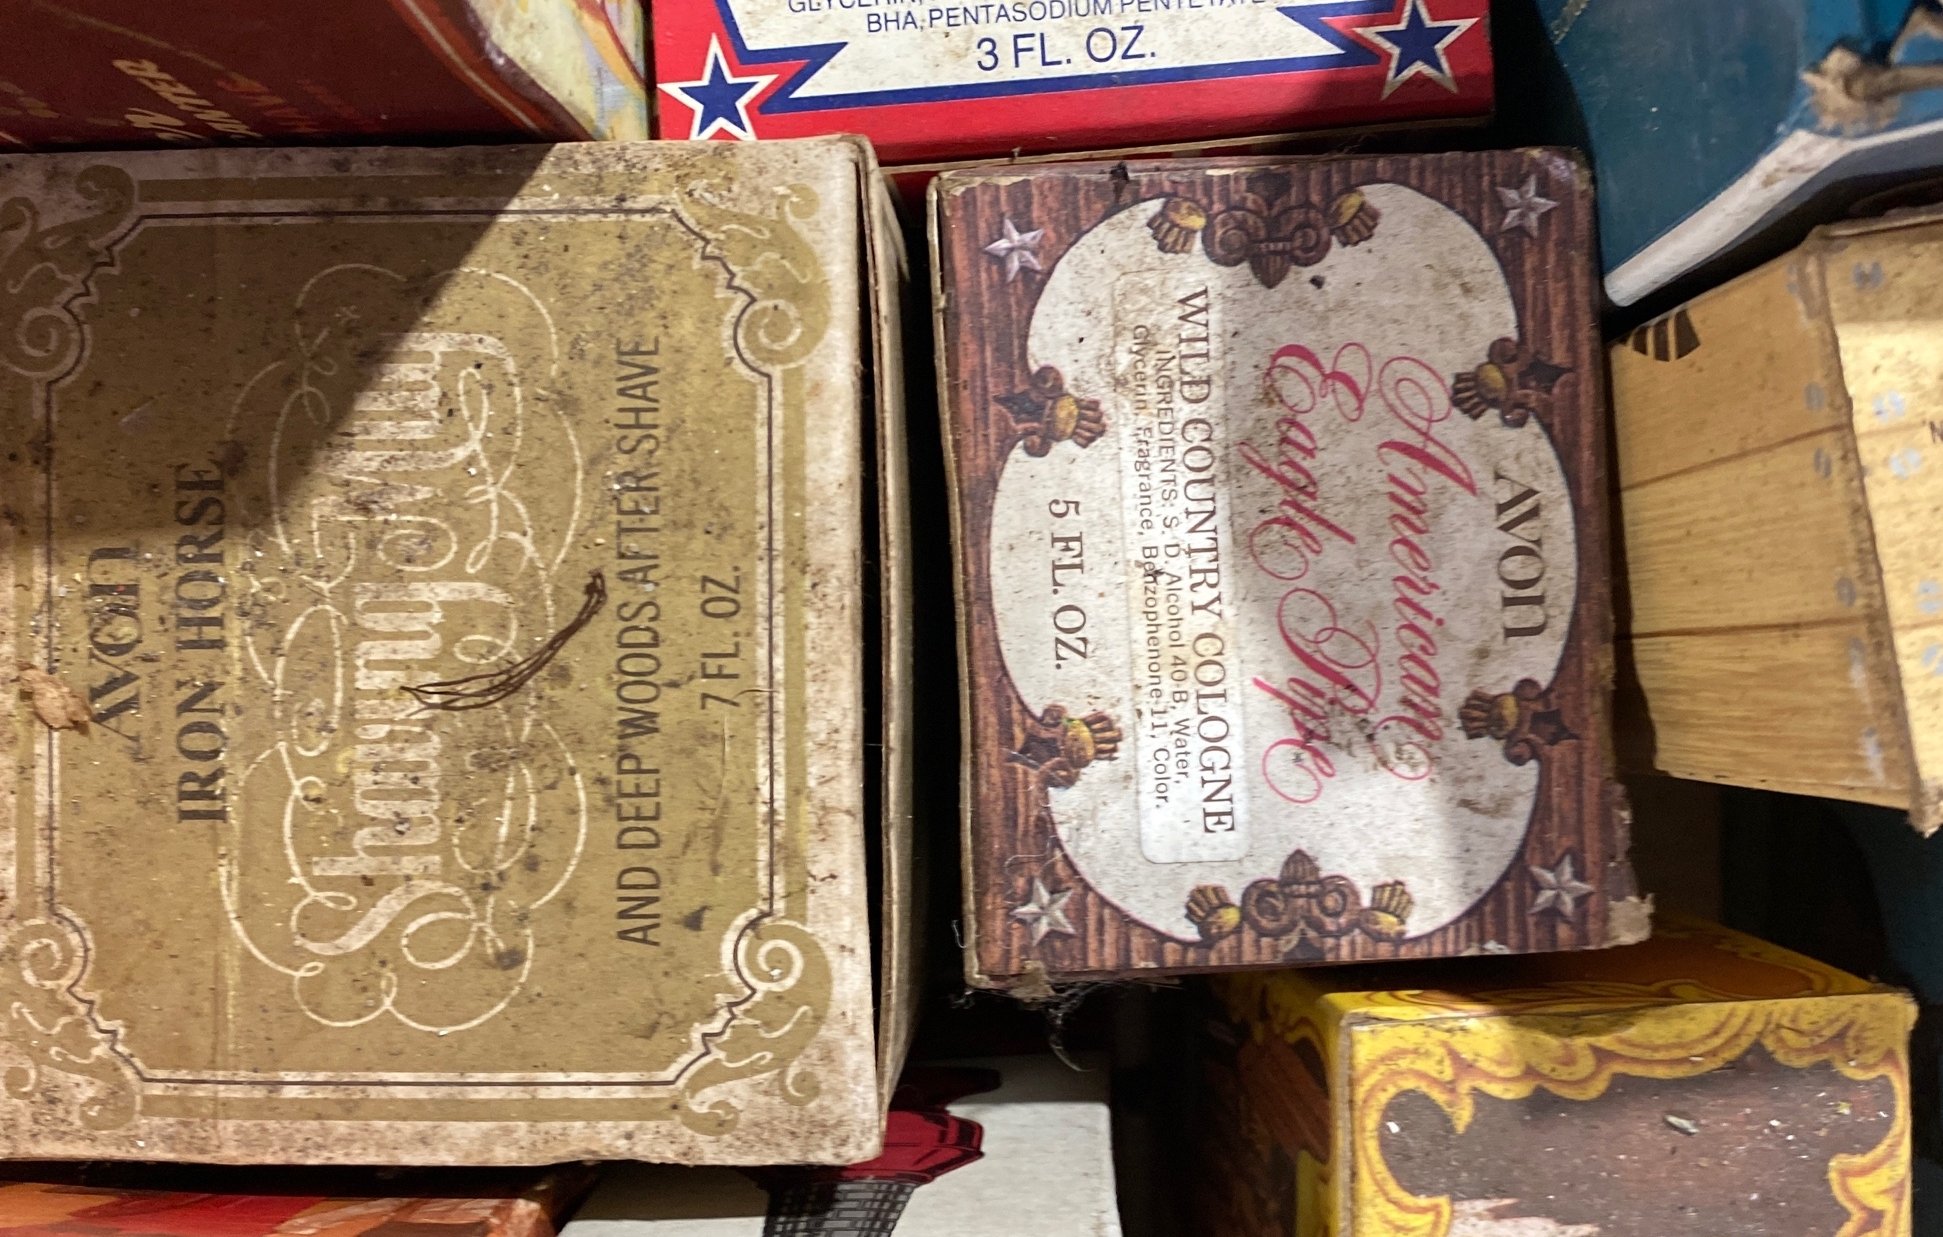 BHA, PENTASODIUM PENTETATE
3 FL. OZ.
AVON
IRON HORSE
Shaving Mug
AND DEEP WOODS AFTER SHAVE
7 FL. OZ.
AVON
American
Eagle Pipe
WILD COUNTRY COLOGNE
INGREDIENTS: S. D. Alcohol 40-B, Water,
Glycerin, Fragrance, Benzophenone-11, Color.
5 FL. OZ.